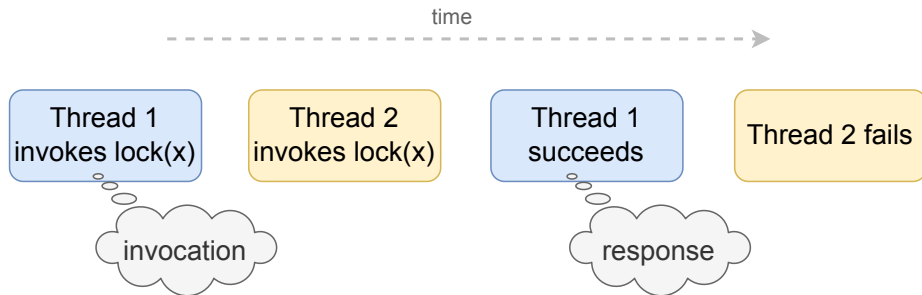 time
Thread 1
invokes lock(x)
Thread 2
invokes lock(x)
Thread 1
succeeds
Thread 2 fails
invocation
response